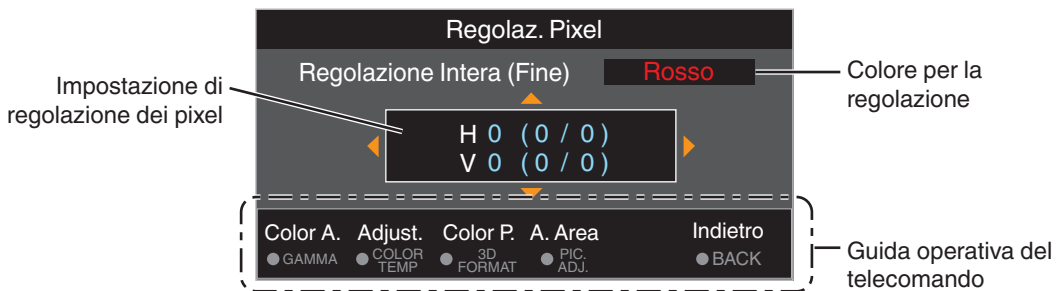 Regolaz. Pixel
Regolazione Intera (Fine) Rosso
Impostazione di
regolazione dei pixel
Colore per la
regolazione
H 0 (0 / 0)
V 0 (0 / 0)
Color A. Adjust. Color P. A. Area Indietro
GAMMA COLOR TEMP 3D FORMAT PIC. ADJ. BACK
Guida operativa del
telecomando